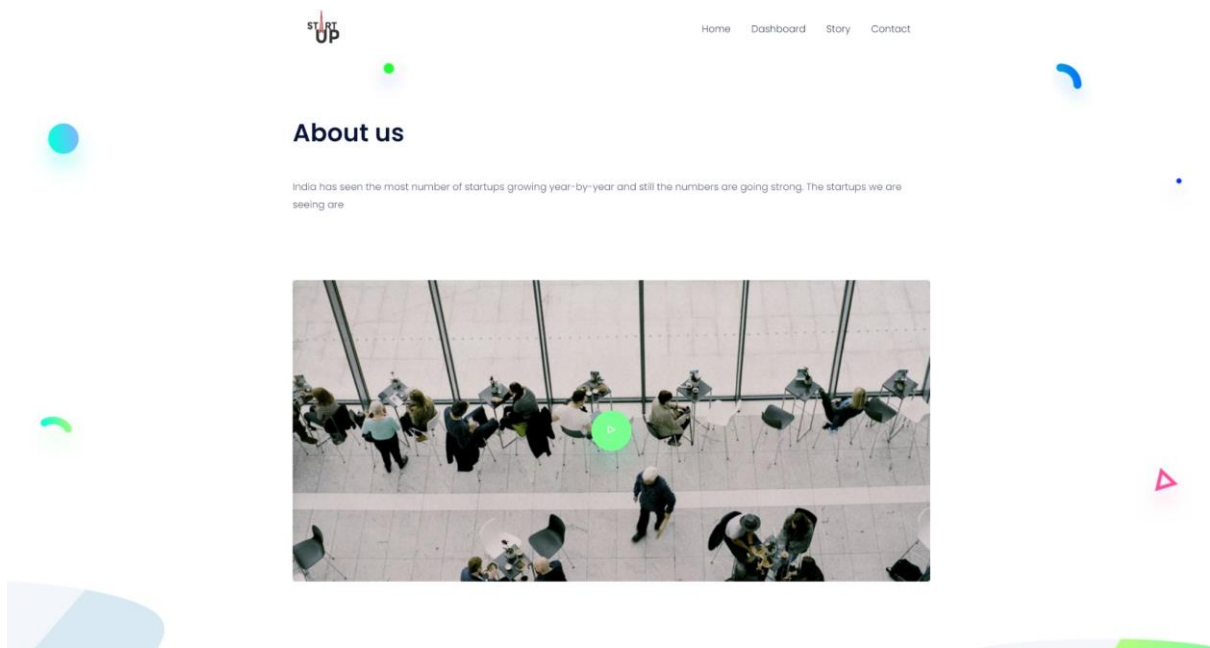 START
UP
Home Dashboard Story Contact
About us
India has seen the most number of startups growing year-by-year and still the numbers are going strong. The startups we are
seeing are